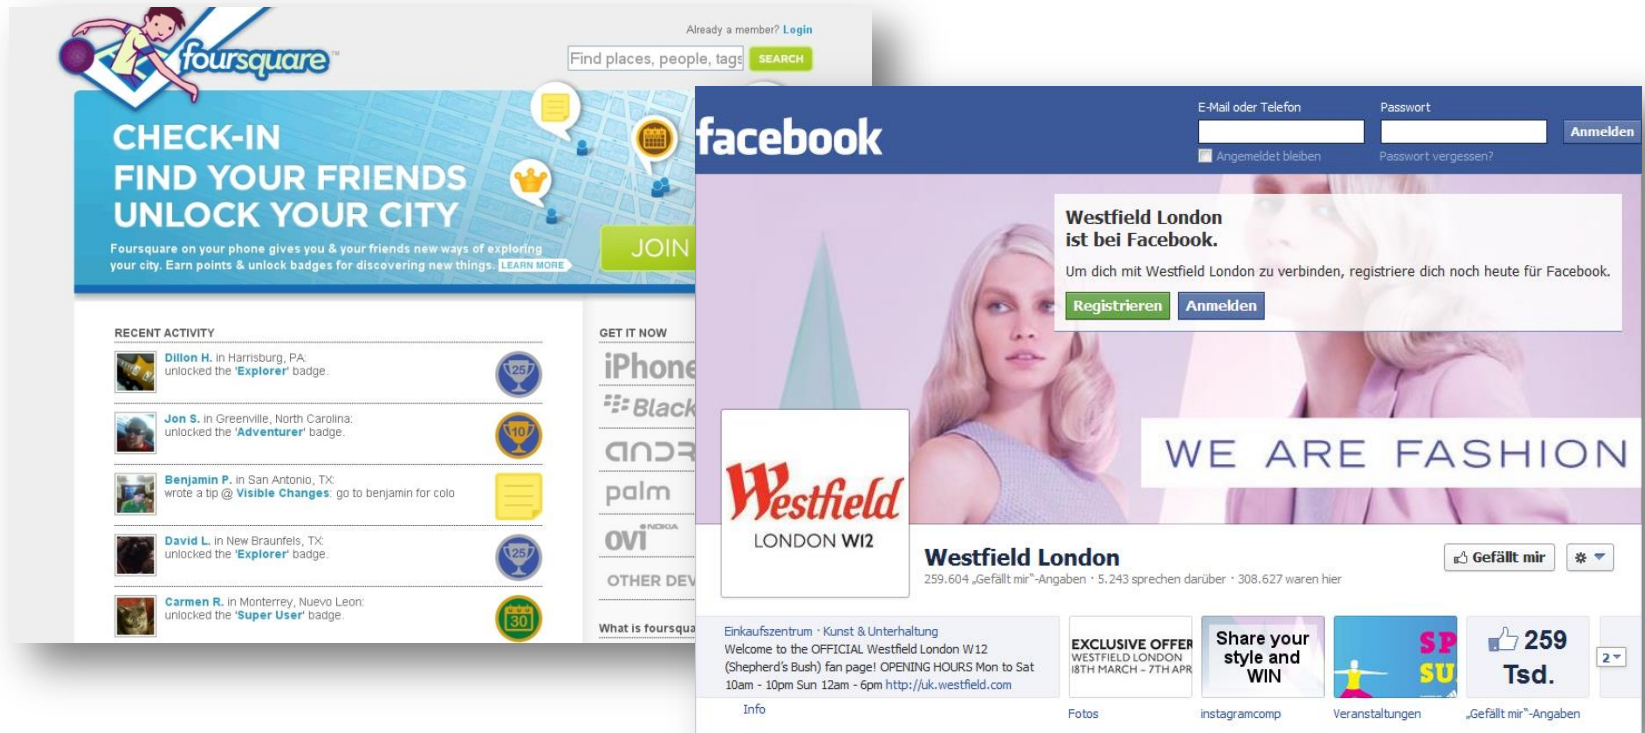 foursquare™
Already a member? Login
Find places, people, tags
SEARCH
CHECK-IN
FIND YOUR FRIENDS
UNLOCK YOUR CITY
Foursquare on your phone gives you & your friends new ways of exploring
your city. Earn points & unlock badges for discovering new things. LEARN MORE
JOIN
RECENT ACTIVITY
Dillon H. in Harrisburg, PA:
unlocked the 'Explorer' badge.
25
Jon S. in Greenville, North Carolina:
unlocked the 'Adventurer' badge.
10
Benjamin P. in San Antonio, TX:
wrote a tip @ Visible Changes: go to benjamin for colo
David L. in New Braunfels, TX:
unlocked the 'Explorer' badge.
25
Carmen R. in Monterrey, Nuevo Leon:
unlocked the 'Super User' badge.
30
GET IT NOW
iPhone
Black
ANDR
palm
ovi NOKIA
OTHER DEV
What is foursqua
facebook
E-Mail oder Telefon
Passwort
Anmelden
Angemeldet bleiben
Passwort vergessen?
Westfield London
ist bei Facebook.
Um dich mit Westfield London zu verbinden, registriere dich noch heute für Facebook.
Registrieren
Anmelden
WE ARE FASHION
Westfield
LONDON W12
Westfield London
259.604 „Gefällt mir“-Angaben · 5.243 sprechen darüber · 308.627 waren hier
Gefällt mir
Einkaufszentrum · Kunst & Unterhaltung
Welcome to the OFFICIAL Westfield London W12
(Shepherd's Bush) fan page! OPENING HOURS Mon to Sat
10am - 10pm Sun 12am - 6pm http://uk.westfield.com
Info
EXCLUSIVE OFFER
WESTFIELD LONDON
18TH MARCH - 7TH APR
Fotos
Share your
style and
WIN
instagramcomp
SP
SU
Veranstaltungen
259
Tsd.
„Gefällt mir“-Angaben
2